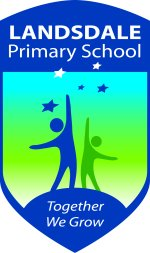 LANDSDALE
Primary School
Together
We Grow